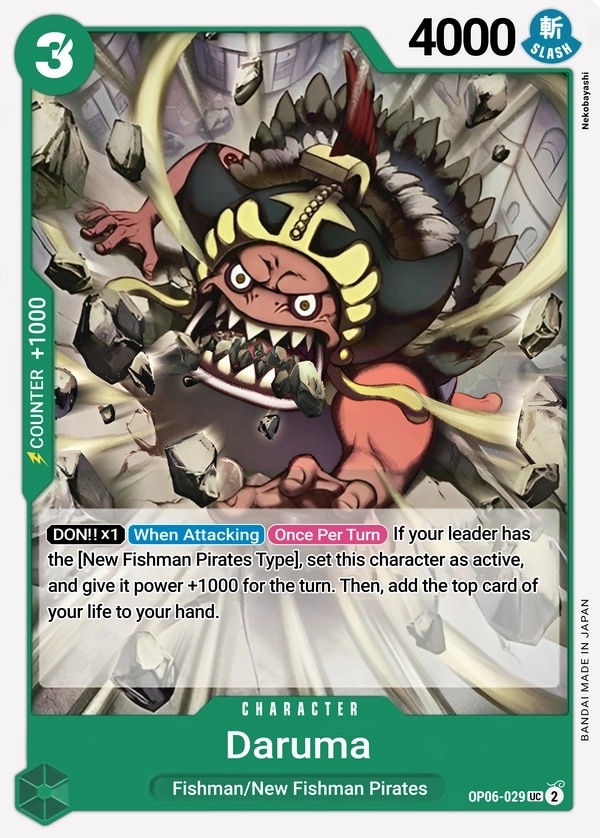 3
4000
斬
SLASH
Nekobayashi
COUNTER +1000
DON!! x1 When Attacking Once Per Turn If your leader has
the [New Fishman Pirates Type], set this character as active,
and give it power +1000 for the turn. Then, add the top card of
your life to your hand.
BANDAI MADE IN JAPAN
CHARACTER
Daruma
Fishman/New Fishman Pirates
OP06-029 UC 2